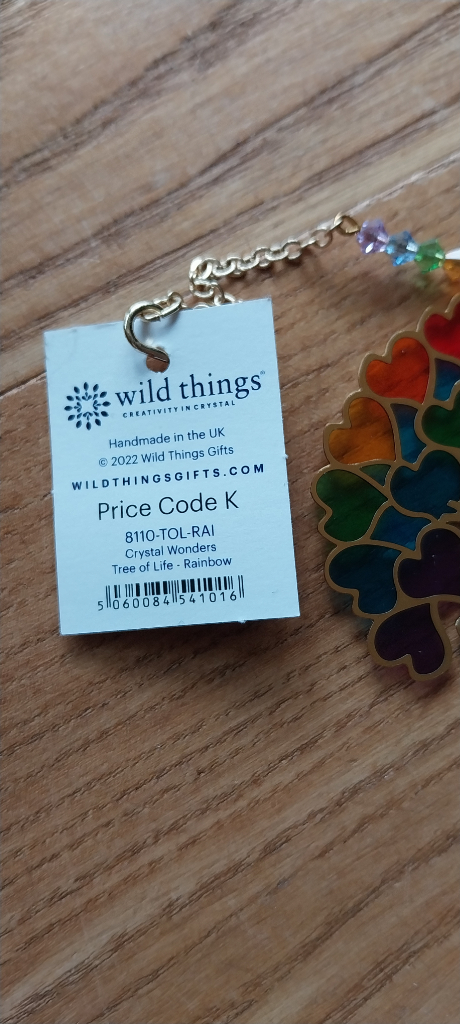 wild things®
CREATIVITY IN CRYSTAL
Handmade in the UK
© 2022 Wild Things Gifts
WILDTHINGSGIFTS.COM
Price Code K
8110-TOL-RAI
Crystal Wonders
Tree of Life - Rainbow
5 060084 541016